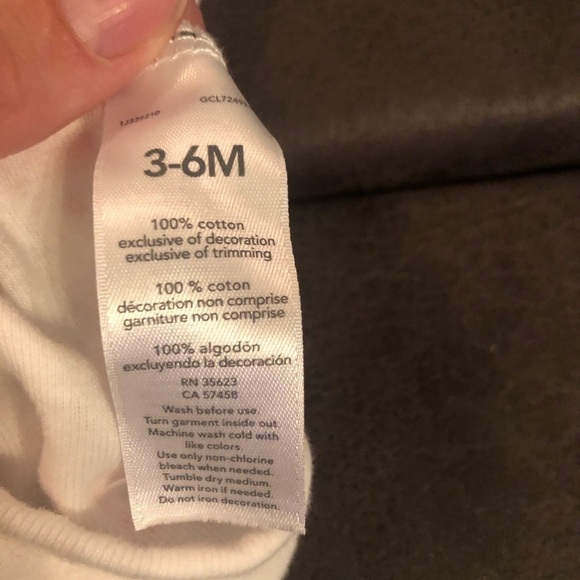 3-6M
100% cotton
exclusive of decoration
exclusive of trimming
100 % coton
décoration non comprise
garniture non comprise
100% algodón
excluyendo la decoración
RN 35623
CA 57458
Wash before use.
Turn garment inside out.
Machine wash cold with
like colors.
Use only non-chlorine
bleach when needed.
Tumble dry medium.
Warm iron if needed.
Do not iron decoration.